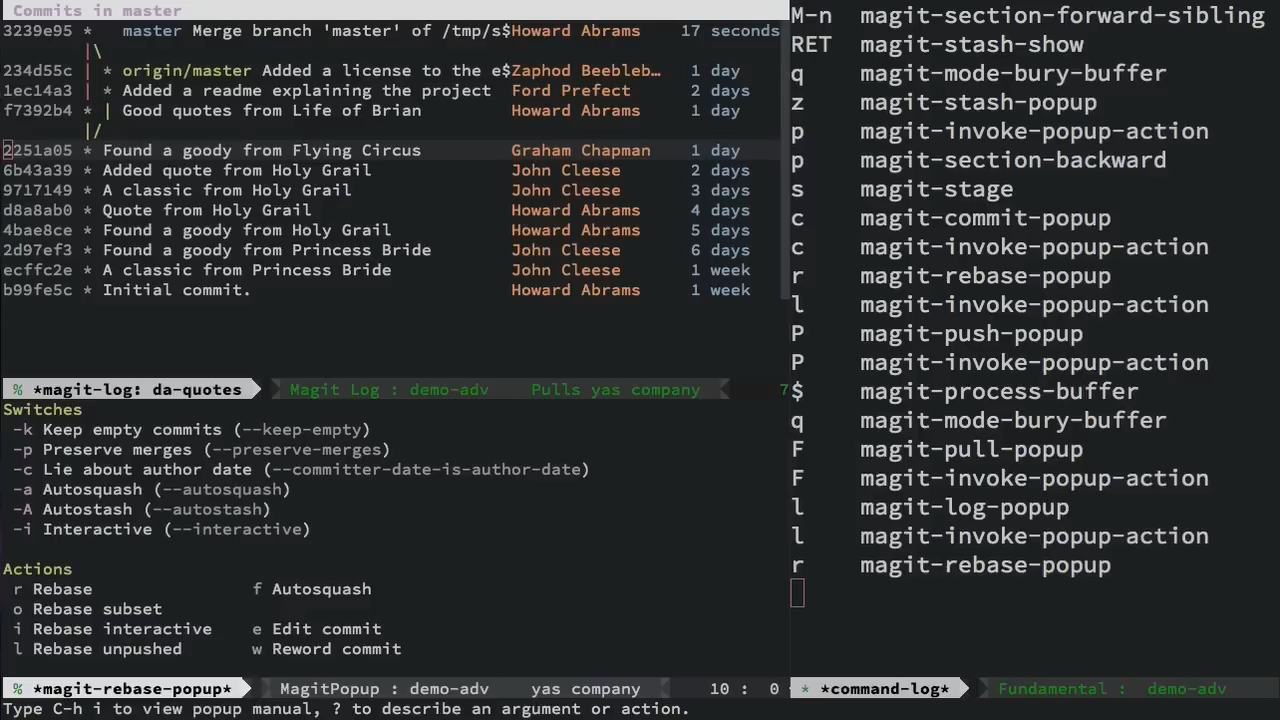 Commits in master
3239e95 *   master Merge branch 'master' of /tmp/s$Howard Abrams    17 seconds
|\
234d55c | * origin/master Added a license to the e$Zaphod Beebleb…   1 day
1ec14a3 | * Added a readme explaining the project  Ford Prefect      2 days
f7392b4 * | Good quotes from Life of Brian         Howard Abrams     1 day
|/
2251a05 * Found a goody from Flying Circus         Graham Chapman    1 day
6b43a39 * Added quote from Holy Grail              John Cleese       2 days
9717149 * A classic from Holy Grail                John Cleese       3 days
d8a8ab0 * Quote from Holy Grail                    Howard Abrams     4 days
4bae8ce * Found a goody from Holy Grail            Howard Abrams     5 days
2d97ef3 * Found a goody from Princess Bride        John Cleese       6 days
ecffc2e * A classic from Princess Bride            John Cleese       1 week
b99fe5c * Initial commit.                          Howard Abrams     1 week
% *magit-log: da-quotes  Magit Log : demo-adv  Pulls yas company  7
Switches
-k Keep empty commits (--keep-empty)
-p Preserve merges (--preserve-merges)
-c Lie about author date (--committer-date-is-author-date)
-a Autosquash (--autosquash)
-A Autostash (--autostash)
-i Interactive (--interactive)
Actions
r Rebase                f Autosquash
o Rebase subset
i Rebase interactive    e Edit commit
l Rebase unpushed       w Reword commit
% *magit-rebase-popup*  MagitPopup : demo-adv  yas company  10 :  0
Type C-h i to view popup manual, ? to describe an argument or action.
M-n  magit-section-forward-sibling
RET  magit-stash-show
q    magit-mode-bury-buffer
z    magit-stash-popup
p    magit-invoke-popup-action
p    magit-section-backward
s    magit-stage
c    magit-commit-popup
c    magit-invoke-popup-action
r    magit-rebase-popup
l    magit-invoke-popup-action
P    magit-push-popup
P    magit-invoke-popup-action
$    magit-process-buffer
q    magit-mode-bury-buffer
F    magit-pull-popup
F    magit-invoke-popup-action
l    magit-log-popup
l    magit-invoke-popup-action
r    magit-rebase-popup
* *command-log*  Fundamental :  demo-adv